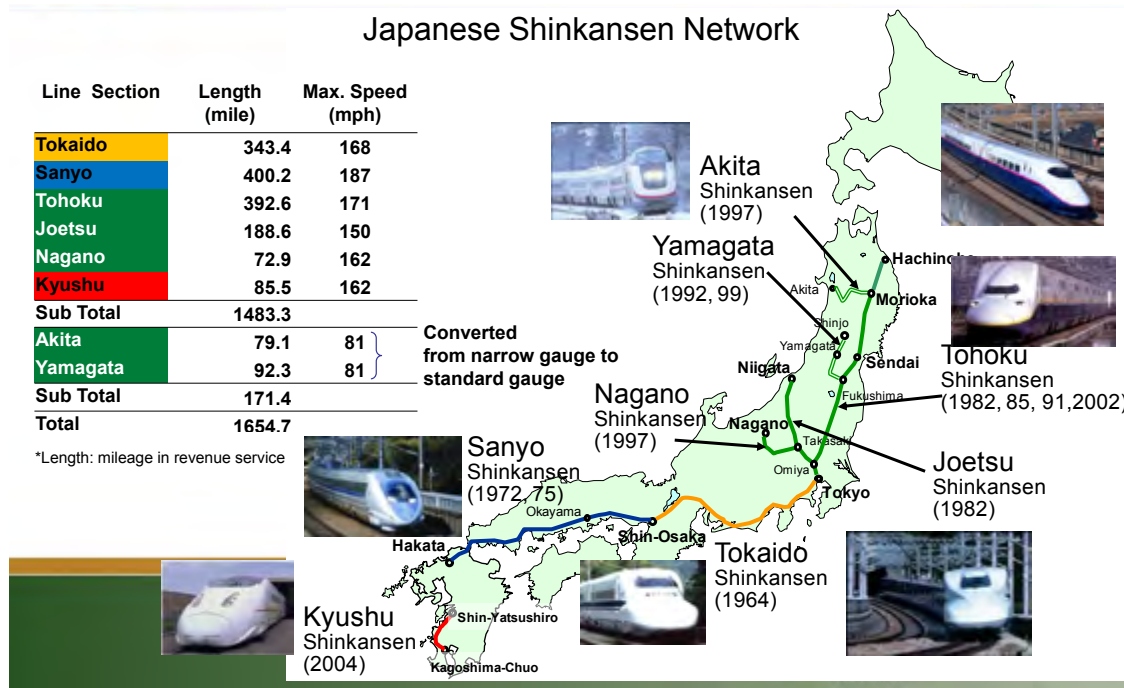 Japanese Shinkansen Network
Line Section Length (mile) Max. Speed (mph)
Tokaido 343.4 168
Sanyo 400.2 187
Tohoku 392.6 171
Joetsu 188.6 150
Nagano 72.9 162
Kyushu 85.5 162
Sub Total 1483.3
Akita 79.1 81
Yamagata 92.3 81
Sub Total 171.4
Total 1654.7
*Length: mileage in revenue service
Converted
from narrow gauge to
standard gauge
Akita
Shinkansen
(1997)
Yamagata
Shinkansen
(1992, 99)
Hachinohe
Akita
Morioka
Shinjo
Yamagata
Sendai
Niigata
Fukushima
Tohoku
Shinkansen
(1982, 85, 91,2002)
Nagano
Shinkansen
(1997)
Nagano
Takasaki
Omiya
Tokyo
Joetsu
Shinkansen
(1982)
Sanyo
Shinkansen
(1972, 75)
Okayama
Shin-Osaka
Hakata
Tokaido
Shinkansen
(1964)
Kyushu
Shinkansen
(2004)
Shin-Yatsushiro
Kagoshima-Chuo